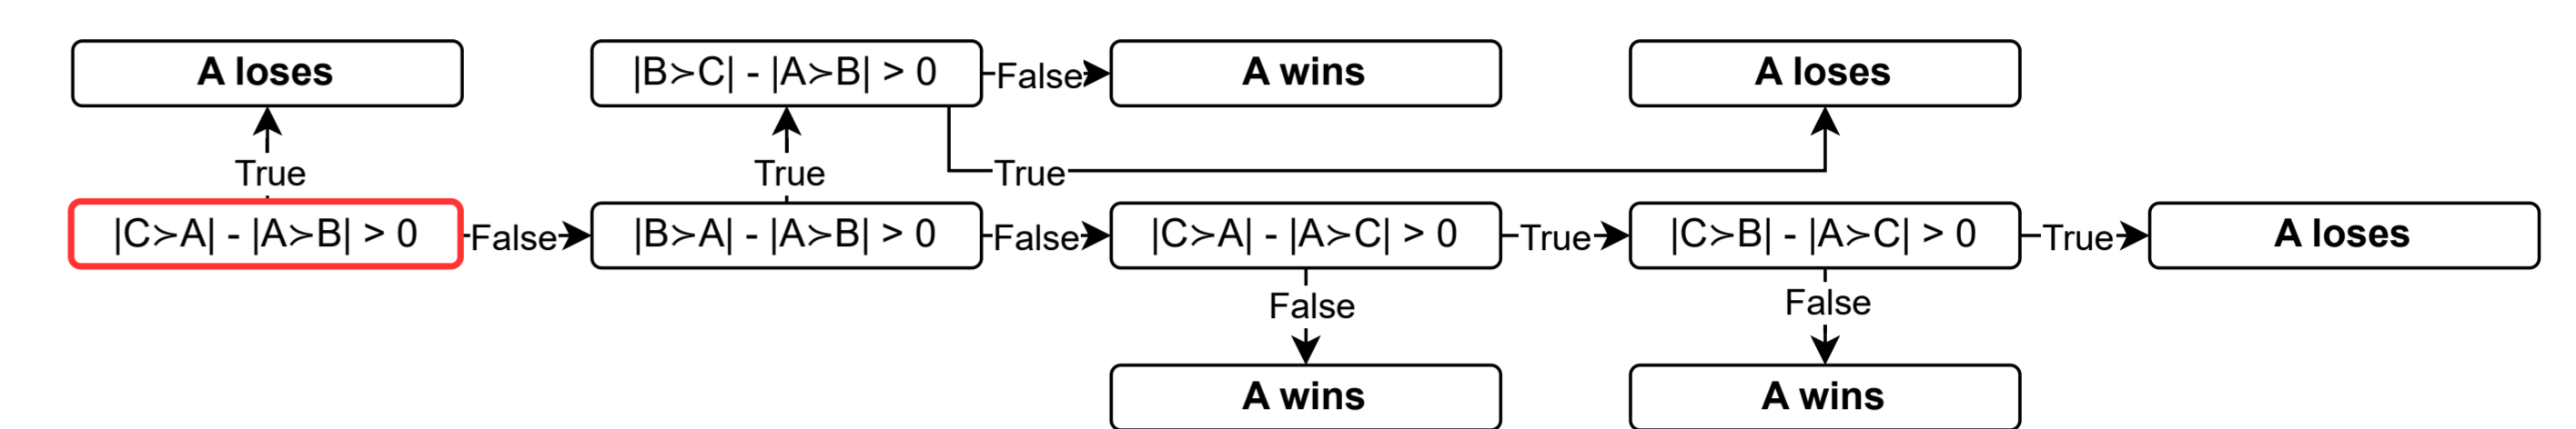 A loses
|B≻C| - |A≻B| > 0
False
A wins
A loses
True
True
True
|C≻A| - |A≻B| > 0
False
|B≻A| - |A≻B| > 0
False
|C≻A| - |A≻C| > 0
True
|C≻B| - |A≻C| > 0
True
A loses
False
False
A wins
A wins